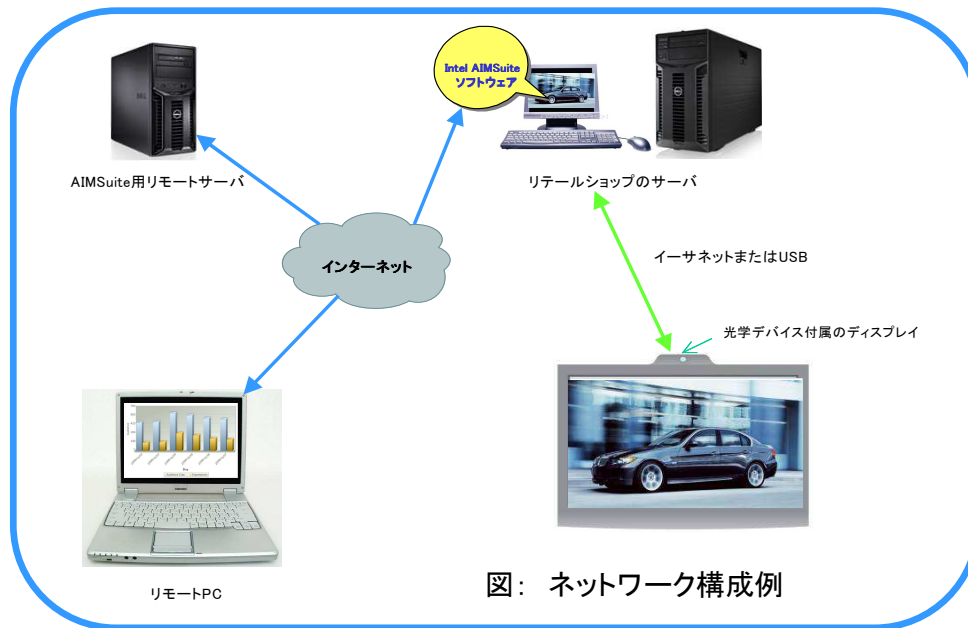 Intel AIMSuite
ソフトウェア
AIMSuite用リモートサーバ
リテールショップのサーバ
インターネット
イーサネットまたはUSB
光学デバイス付属のディスプレイ
リモートPC
図： ネットワーク構成例